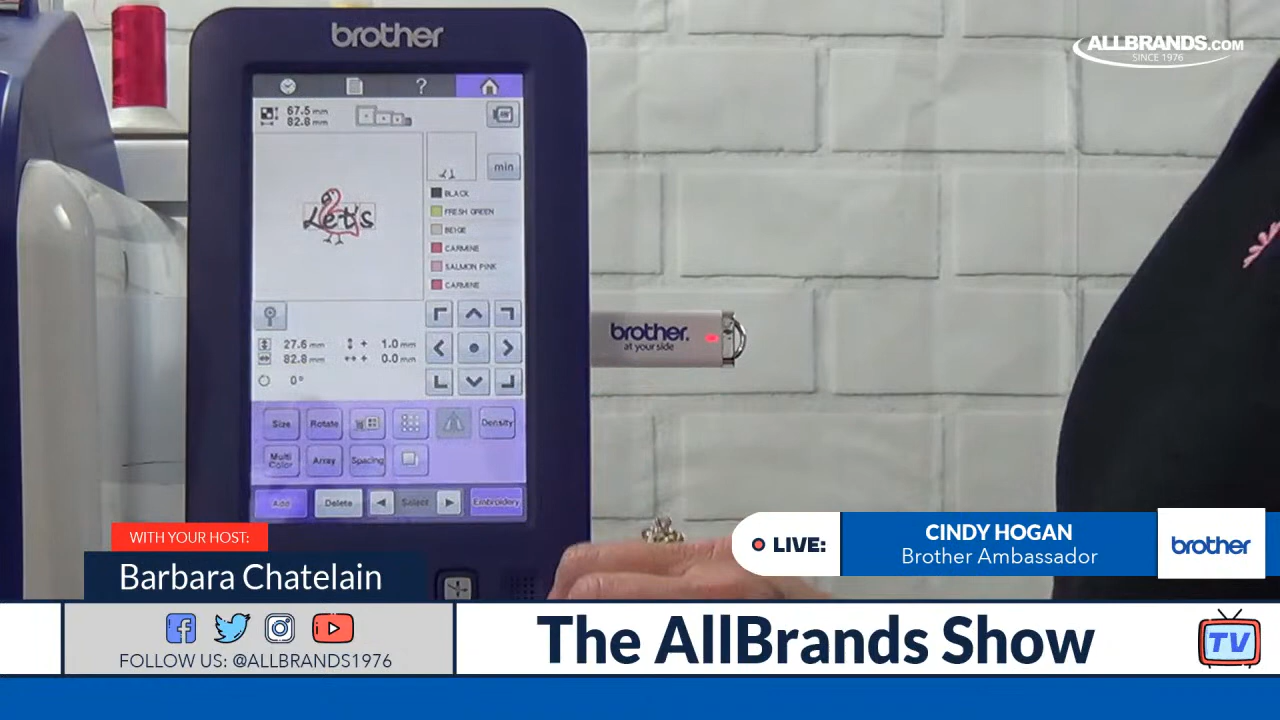 brother
ALLBRANDS.COM
SINCE 1976
?
67.5 mm
82.8 mm
min
Let's
BLACK
FRESH GREEN
BEIGE
CARMINE
SALMON PINK
CARMINE
27.6 mm
1.0 mm
82.8 mm
0.0 mm
0°
Size
Rotate
Density
Multi Color
Array
Spacing
Add
Delete
Select
Embroidery
brother.
at your side
WITH YOUR HOST:
Barbara Chatelain
LIVE:
CINDY HOGAN
Brother Ambassador
brother
FOLLOW US: @ALLBRANDS1976
The AllBrands Show
TV